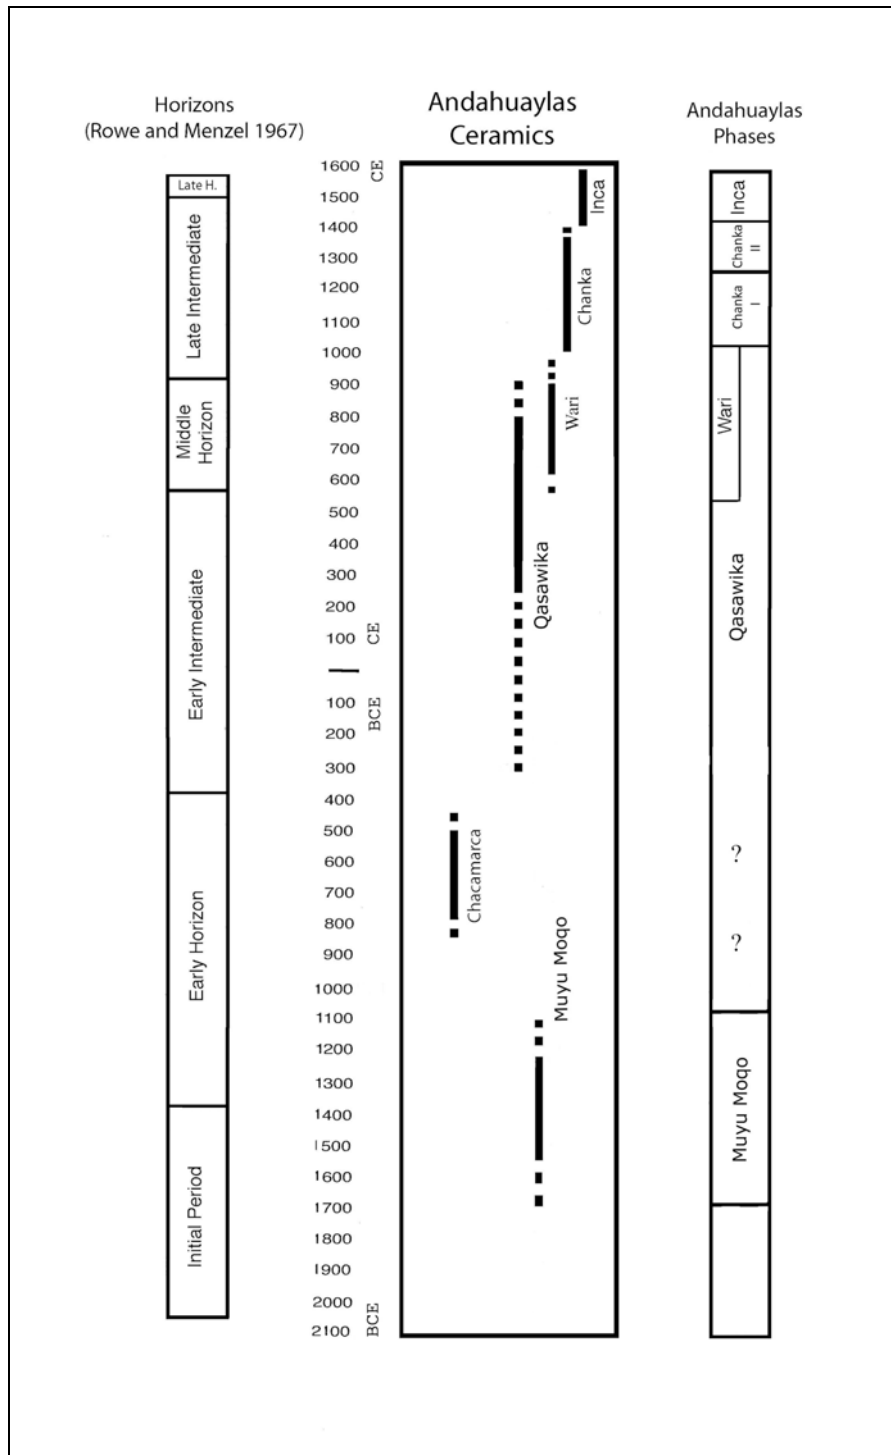 Horizons
(Rowe and Menzel 1967)
Late H.
Late Intermediate
Middle
Horizon
Early Intermediate
Early Horizon
Initial Period
1600
CE
1500
1400
1300
1200
1100
1000
900
800
700
600
500
400
300
200
100
CE
100
BCE
200
300
400
500
600
700
800
900
1000
1100
1200
1300
1400
1500
1600
1700
1800
1900
2000
2100
BCE
Andahuaylas
Ceramics
Inca
Chanka
Wari
Qasawika
Chacamarca
Muyu Moqo
Andahuaylas
Phases
Inca
Chanka
II
Chanka
I
Wari
Qasawika
?
?
Muyu Moqo